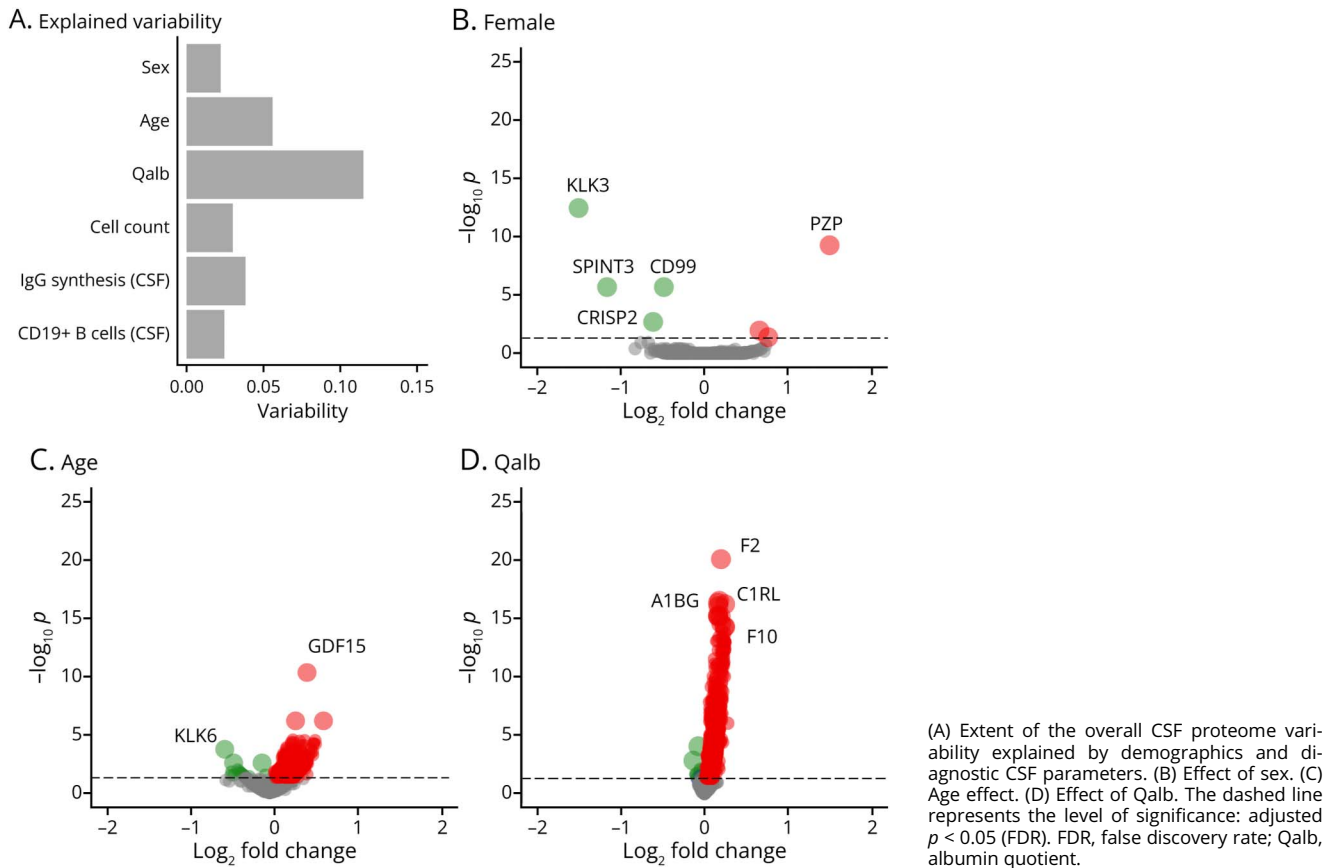 A. Explained variability
Sex
Age
Qalb
Cell count
IgG synthesis (CSF)
CD19+ B cells (CSF)
0.00 0.05 0.10 0.15
Variability
B. Female
25
20
15
10
5
0
−log10 p
KLK3
PZP
SPINT3 CD99
CRISP2
−2 −1 0 1 2
Log2 fold change
C. Age
25
20
15
10
5
0
−log10 p
GDF15
KLK6
−2 −1 0 1 2
Log2 fold change
D. Qalb
25
20
15
10
5
0
−log10 p
F2
A1BG C1RL
F10
−2 −1 0 1 2
Log2 fold change
(A) Extent of the overall CSF proteome vari-
ability explained by demographics and di-
agnostic CSF parameters. (B) Effect of sex. (C)
Age effect. (D) Effect of Qalb. The dashed line
represents the level of significance: adjusted
p < 0.05 (FDR). FDR, false discovery rate; Qalb,
albumin quotient.